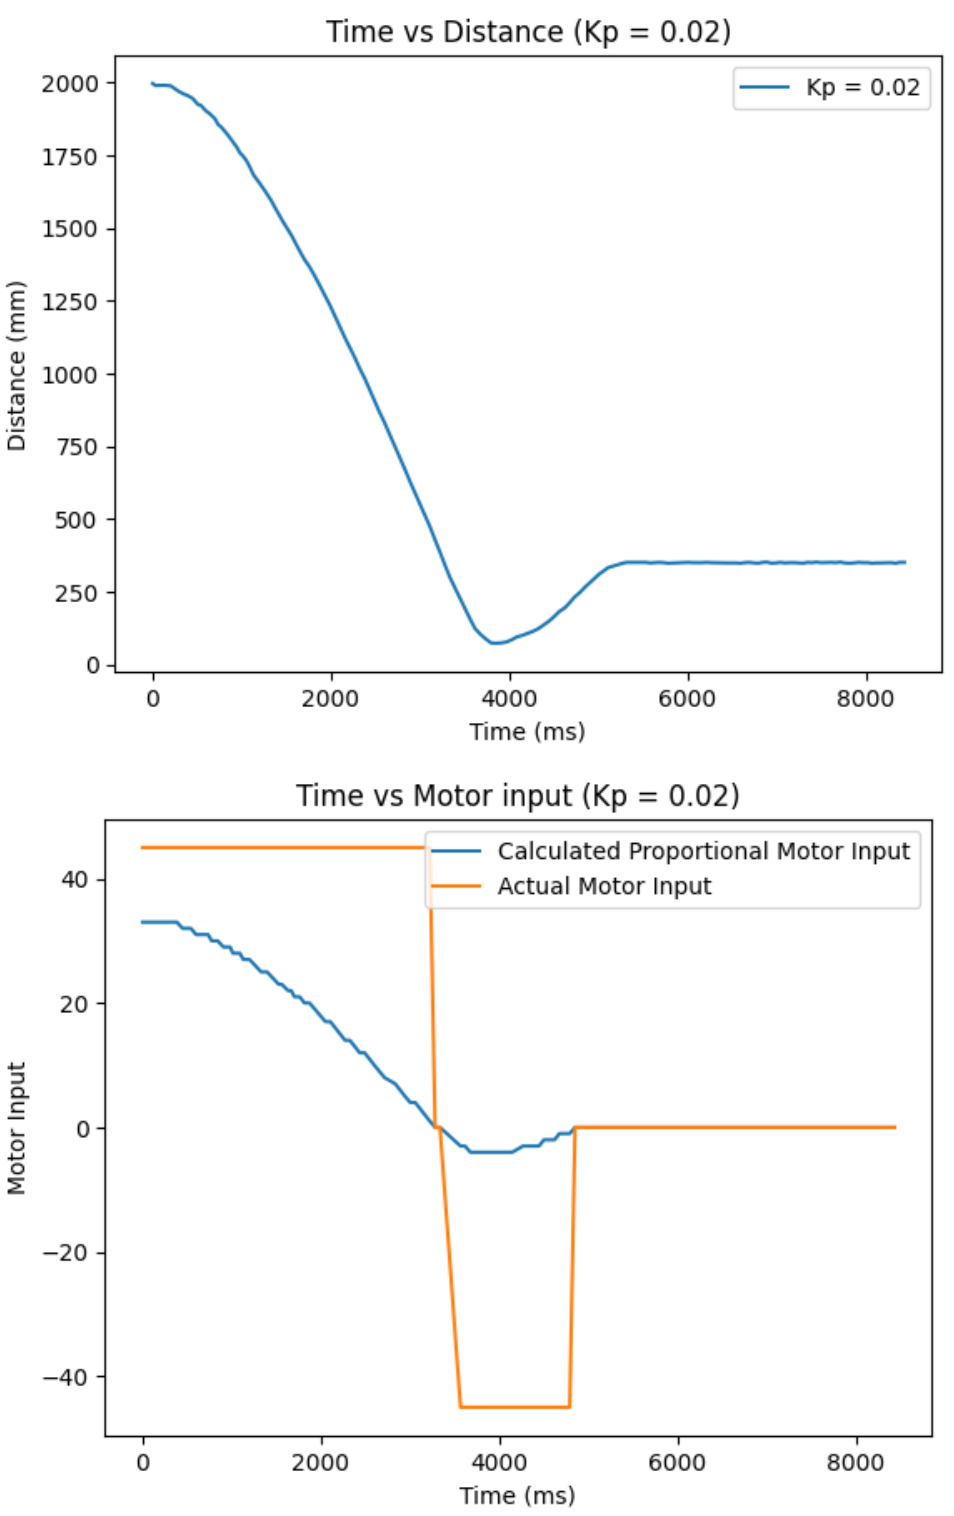 Time vs Distance (Kp = 0.02)
Kp = 0.02
2000
1750
1500
1250
1000
750
500
250
0
Distance (mm)
0 2000 4000 6000 8000
Time (ms)
Time vs Motor input (Kp = 0.02)
Calculated Proportional Motor Input
Actual Motor Input
40
20
0
−20
−40
Motor Input
0 2000 4000 6000 8000
Time (ms)